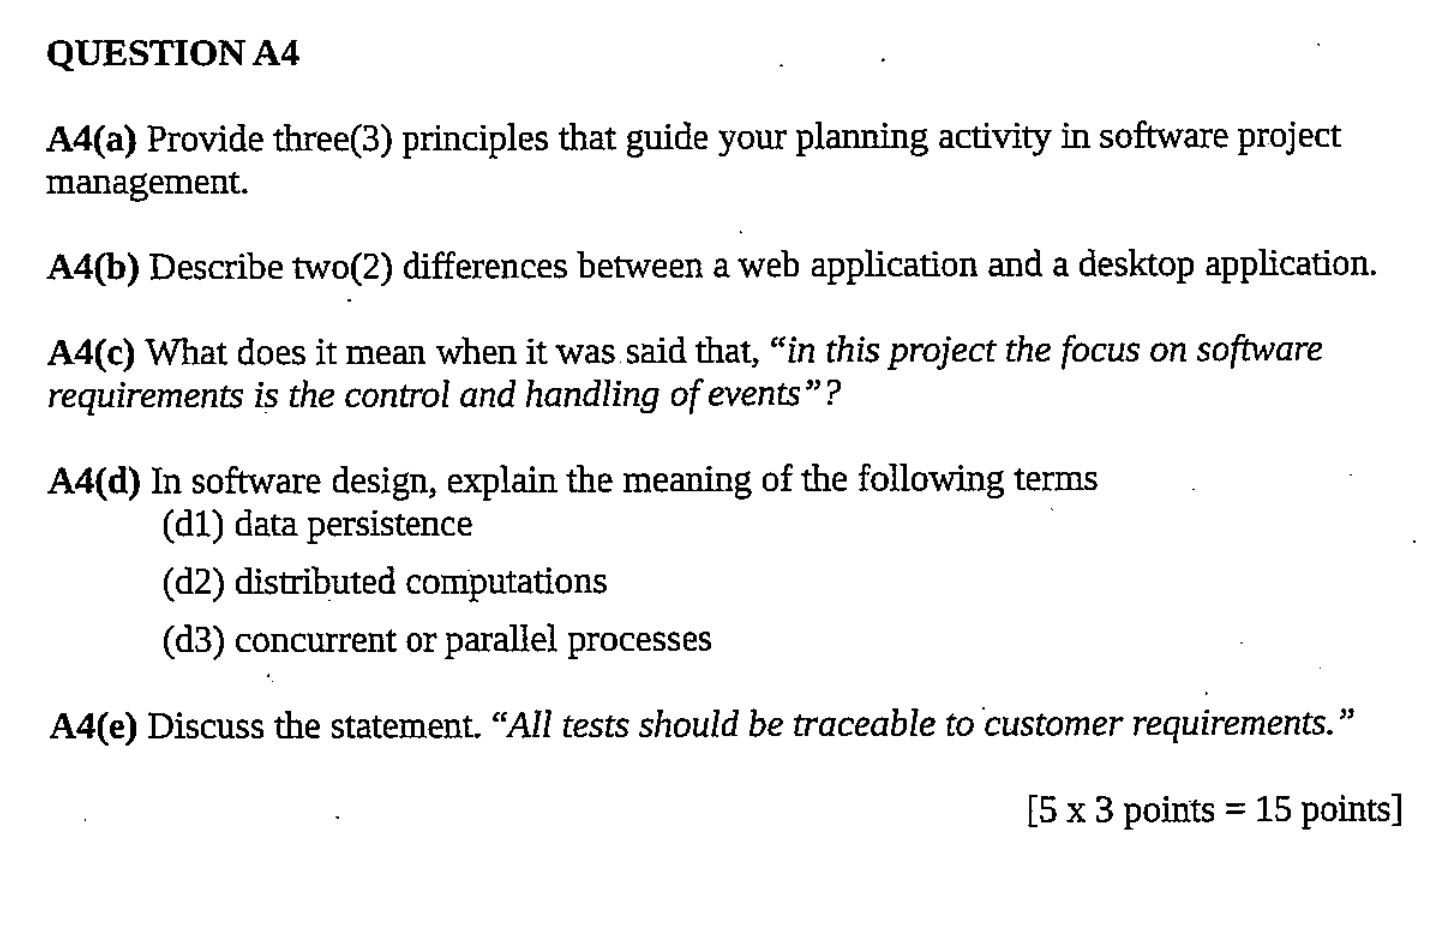 QUESTION A4
A4(a) Provide three(3) principles that guide your planning activity in software project
management.
A4(b) Describe two(2) differences between a web application and a desktop application.
A4(c) What does it mean when it was said that, “in this project the focus on software
requirements is the control and handling of events”?
A4(d) In software design, explain the meaning of the following terms
(d1) data persistence
(d2) distributed computations
(d3) concurrent or parallel processes
A4(e) Discuss the statement. “All tests should be traceable to customer requirements.”
[5 x 3 points = 15 points]